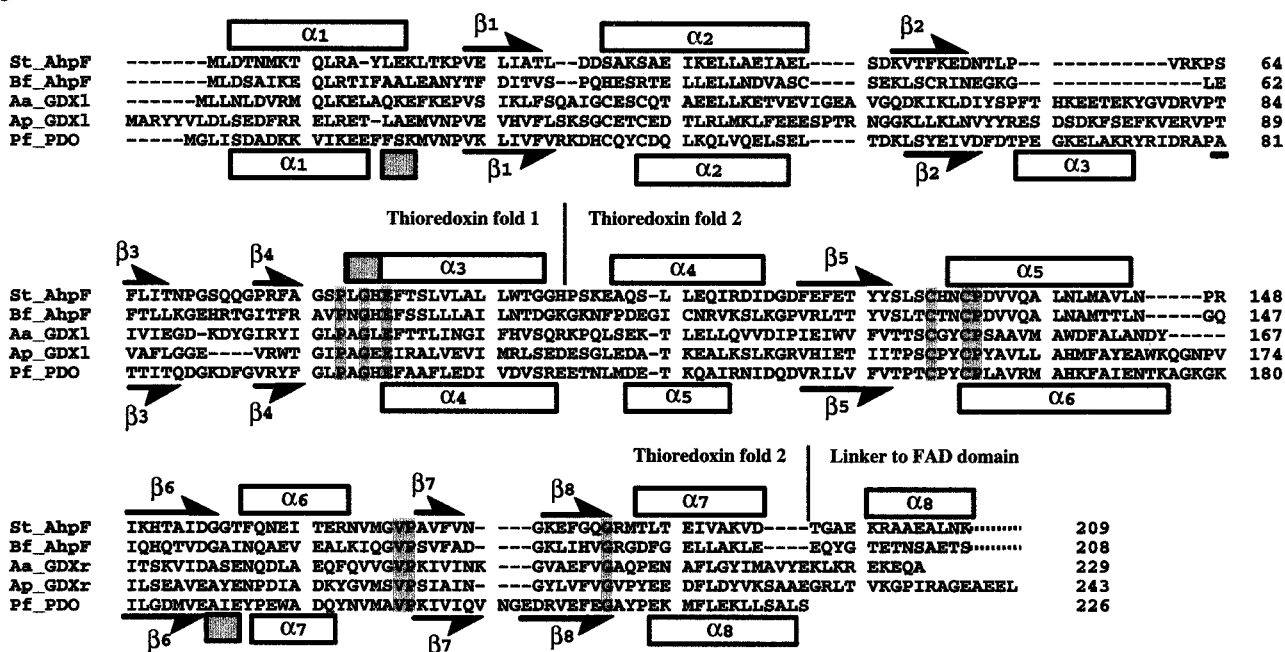 α1 β1 α2 β2
St_AhpF -------MLDTNMKT QLRA-YLEKLTKPVE LIATL--DDSAKSAK EIKELLAEIAEL---- SDKVTFKEDNTLP-- -----------VRKPS 64
Bf_AhpF -------MLDSAIKE QLRTIFAALEANYTF DITVS-PQHESRTE LLELLNDVASC---- SEKLSCRINEGKG-- -------------LE 62
Aa_GDXl ------MLLNLDVRM QLKELAQKEFKEPVS IKLFSQAIGCESCQT AEELLKETVEVIGEA VGQDKIKLDIYSPFT HKEETEKYGVDRVPT 84
Ap_GDXl MARYYVLDLSEDFRR ELRET-LAEMVNPVE VHVFLSKSGCETCED TLRLMKLFEEESPTRN NGGKLLKLNVYYRES DSDKFSEFKVERVPT 89
Pf_PDO -----MGLISDADKK VIKEEFFSKMVNPVK LIVFVRKDHCQYCDQ LKQLVQELSEL---- TDKLSYEIVDFDTPE GKELAKRYRIDRAPA 81
α1 β1 α2 β2 α3
Thioredoxin fold 1 Thioredoxin fold 2
β3 β4 α3 α4 β5 α5
St_AhpF FLITNPGSQQGPRFA GSPLGHEFTSLVLAL LWTGGHPSKEAQS-L LEQIRDIDGDFEFET YYSLSCHNCPDVVQA LNLMAVLN-----PR 148
Bf_AhpF FTLLKGEHRTGITFR AVPNGHEFSSLLLAI LNTDGKGKNFPDEGI CNRVKSLKGPVRLTT YVSLTCTNCPDVVQA LNAMTTLN-----GQ 147
Aa_GDXl IVIEGD-KDYGIRYI GLPAGLEFTTLINGI FHVSQRKPQLSEK-T LELLQVVDIPIEIWV FVTTSCGYCPSAAVM AWDFALANDY----- 167
Ap_GDXl VAFLGGE----VRWT GIPAGEEIRALVEVI MRLSEDESGLEDA-T KEALKSLKGRVHIET IITPSCPYCPYAVLL AHMFAYEAWKQGNPV 174
Pf_PDO TTITQDGKDFGVRYF GLPAGHEFAAFLEDI VDVSREETNLMDE-T KQAIRNIDQDVRILV FVTPTCPYCPLAVRM AHKFAIENTKAGKGK 180
β3 β4 α4 α5 β5 α6
Thioredoxin fold 2 Linker to FAD domain
β6 α6 β7 β8 α7 α8
St_AhpF IKHTAIDGGTFQNEI TERNVMGVPAVFVN- ---GKEFGQGRMTLT EIVAKVD----TGAE KRAAEALNK 209
Bf_AhpF IQHQTVDGAINQAEV EALKIQGVPSVFAD- ---GKLIHVGRGDFG ELLAKLE----EQYG TETNSAETS 208
Aa_GDXr ITSKVIDASENQDLA EQFQVVGVPKIVINK ---GVAEFVGAQPEN AFLGYIMAVYEKLKR EKEQA 229
Ap_GDXr ILSEAVEAYENPDIA DKYGVMSVPSIAIN- ---GYLVFVGVPYEE DFLDYVKSAAEGRLT VKGPIRAGEAEEL 243
Pf_PDO ILGDMVEAIEYPEWA DQYNVMAVPKIVIQV NGEDRVEFEGAYPEK MFLEKLLSALS 226
β6 α7 β7 β8 α8